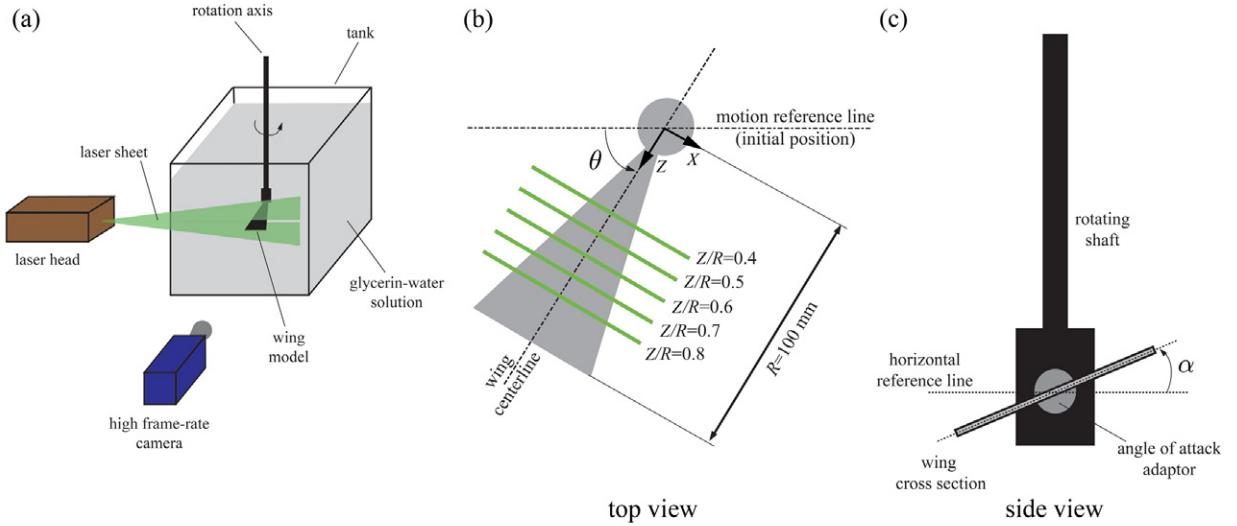 (a)
rotation axis
tank
laser sheet
laser head
glycerin-water
solution
wing
model
high frame-rate
camera
(b)
motion reference line
(initial position)
θ
Z
X
Z/R=0.4
Z/R=0.5
Z/R=0.6
Z/R=0.7
Z/R=0.8
R=100 mm
wing
centerline
top view
(c)
rotating
shaft
horizontal
reference line
α
wing
cross section
angle of attack
adaptor
side view